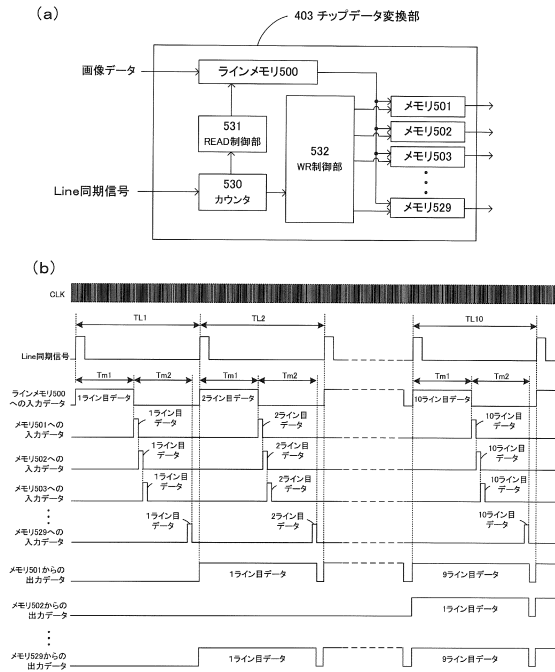 (a)
403 チップデータ変換部
画像データ
ラインメモリ500
531
READ制御部
532
WR制御部
メモリ501
メモリ502
メモリ503
メモリ529
Line同期信号
530
カウンタ
(b)
CLK
TL1
TL2
TL10
Line同期信号
Tm1
Tm2
Tm1
Tm2
Tm1
Tm2
ラインメモリ500
への入力データ
1ライン目データ
2ライン目データ
10ライン目データ
メモリ501への
入力データ
1ライン目
データ
2ライン目
データ
10ライン目
データ
メモリ502への
入力データ
1ライン目
データ
2ライン目
データ
10ライン目
データ
メモリ503への
入力データ
1ライン目
データ
2ライン目
データ
10ライン目
データ
メモリ529への
入力データ
1ライン目
データ
2ライン目
データ
10ライン目
データ
メモリ501からの
出力データ
1ライン目データ
9ライン目データ
メモリ502からの
出力データ
1ライン目データ
メモリ529からの
出力データ
1ライン目データ
9ライン目データ